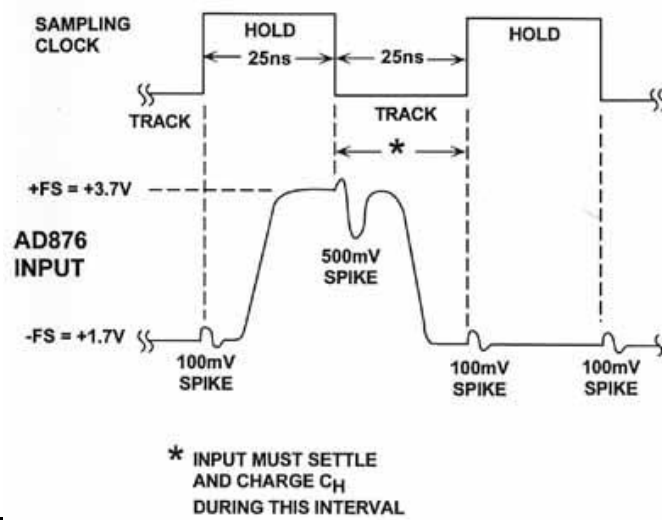 SAMPLING
CLOCK
HOLD
25ns
25ns
HOLD
TRACK
TRACK
*
+FS = +3.7V
AD876
INPUT
500mV
SPIKE
-FS = +1.7V
100mV
SPIKE
100mV
SPIKE
100mV
SPIKE
* INPUT MUST SETTLE
AND CHARGE CH
DURING THIS INTERVAL